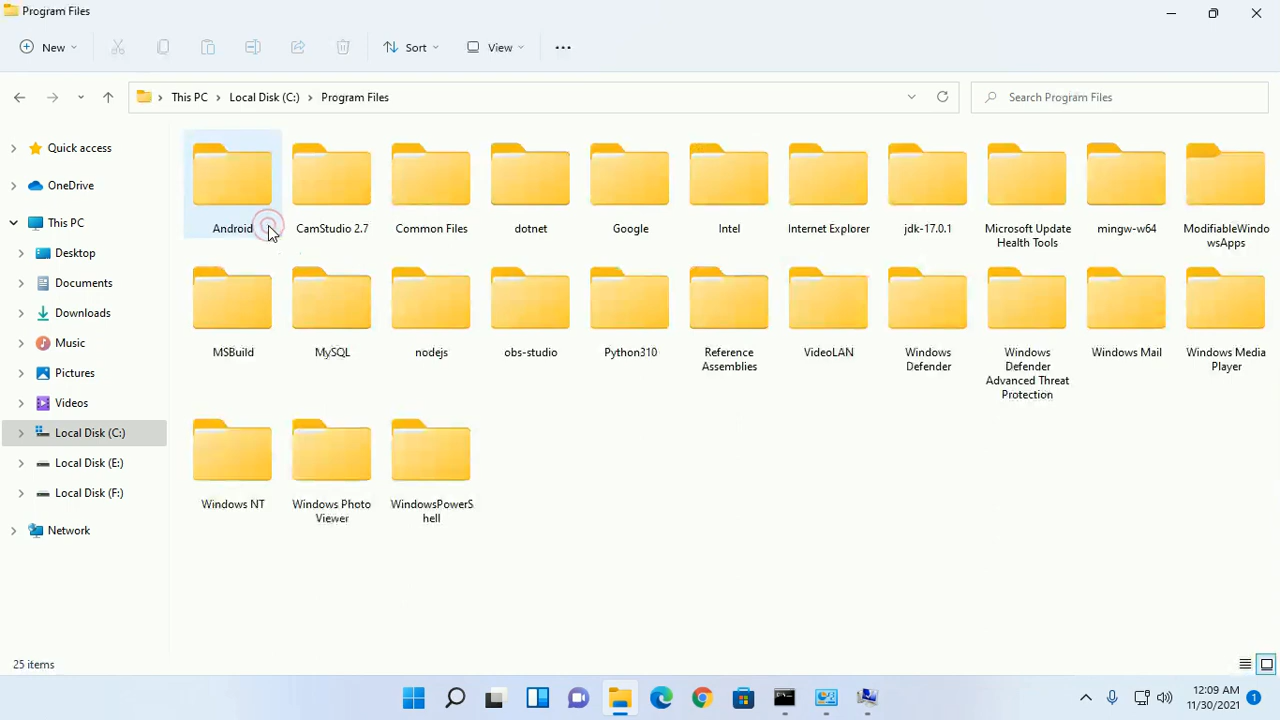 Program Files
New
Sort
View
This PC > Local Disk (C:) > Program Files
Search Program Files
Quick access
OneDrive
This PC
Desktop
Documents
Downloads
Music
Pictures
Videos
Local Disk (C:)
Local Disk (E:)
Local Disk (F:)
Network
Android
CamStudio 2.7
Common Files
dotnet
Google
Intel
Internet Explorer
jdk-17.0.1
Microsoft Update
Health Tools
mingw-w64
ModifiableWindo
wsApps
MSBuild
MySQL
nodejs
obs-studio
Python310
Reference
Assemblies
VideoLAN
Windows
Defender
Windows
Defender
Advanced Threat
Protection
Windows Mail
Windows Media
Player
Windows NT
Windows Photo
Viewer
WindowsPowerS
hell
25 items
12:09 AM
11/30/2021
1